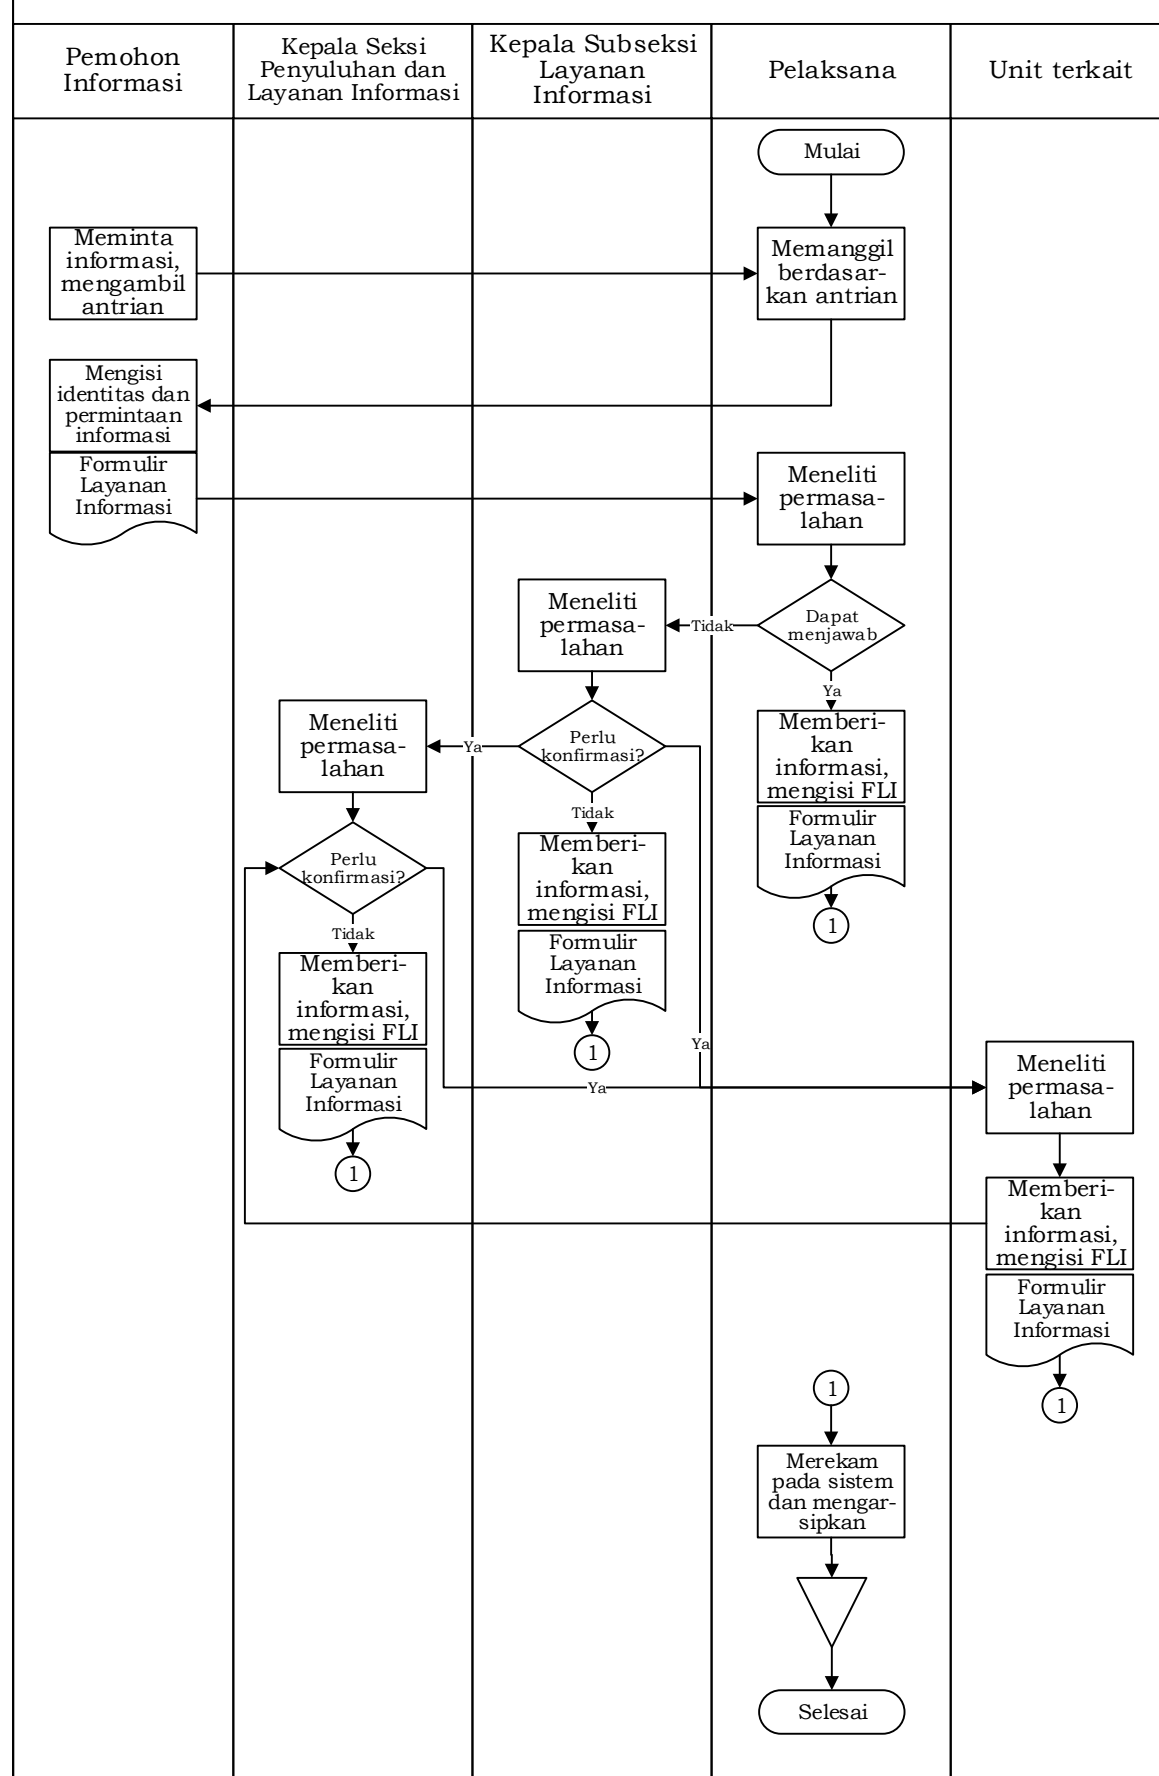 Pemohon
Informasi
Kepala Seksi
Penyuluhan dan
Layanan Informasi
Kepala Subseksi
Layanan
Informasi
Pelaksana
Unit terkait
Mulai
Meminta
informasi,
mengambil
antrian
Memanggil
berdasar-
kan antrian
Mengisi
identitas dan
permintaan
informasi
Formulir
Layanan
Informasi
Meneliti
permasa-
lahan
Dapat
menjawab
Tidak
Meneliti
permasa-
lahan
Ya
Memberi-
kan
informasi,
mengisi FLI
Formulir
Layanan
Informasi
1
Perlu
konfirmasi?
Ya
Meneliti
permasa-
lahan
Tidak
Memberi-
kan
informasi,
mengisi FLI
Formulir
Layanan
Informasi
1
Ya
Perlu
konfirmasi?
Tidak
Memberi-
kan
informasi,
mengisi FLI
Formulir
Layanan
Informasi
1
Ya
Meneliti
permasa-
lahan
Memberi-
kan
informasi,
mengisi FLI
Formulir
Layanan
Informasi
1
1
Merekam
pada sistem
dan mengar-
sipkan
Selesai